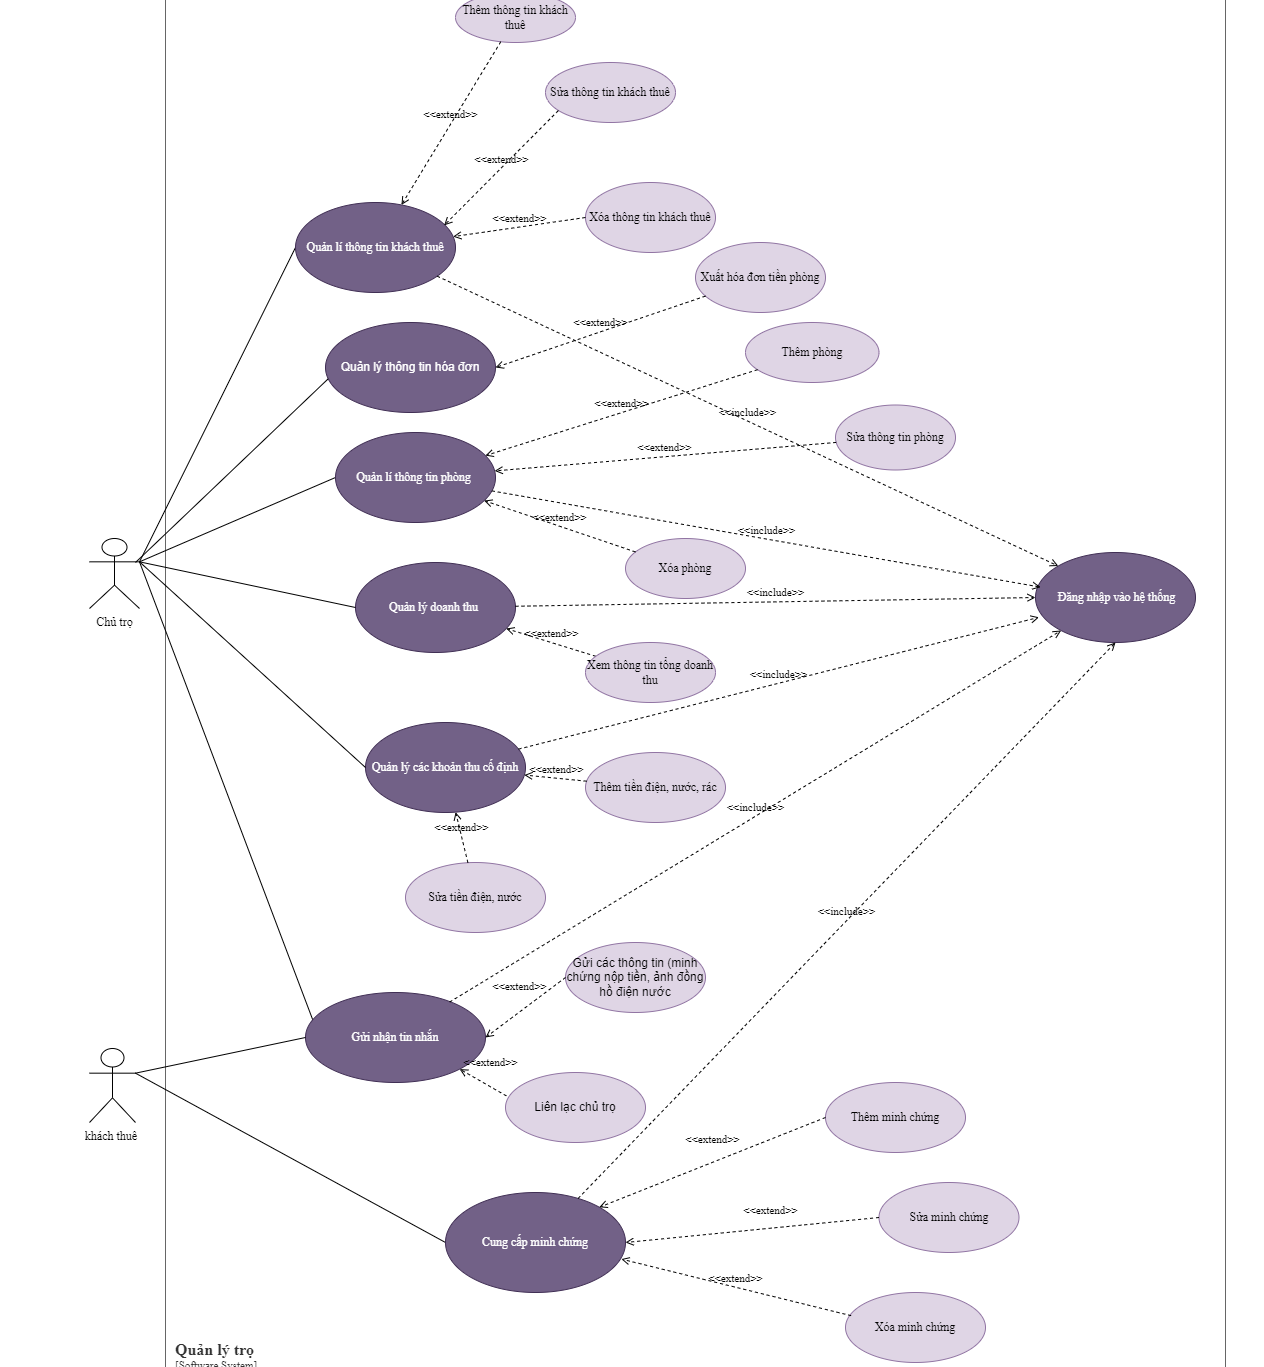 Thêm thông tin khách
thuê
<<extend>>
Sửa thông tin khách thuê
<<extend>>
Xóa thông tin khách thuê
<<extend>>
Quản lí thông tin khách thuê
Xuất hóa đơn tiền phòng
<<extend>>
Thêm phòng
Quản lý thông tin hóa đơn
<<extend>>
<<include>>
Sửa thông tin phòng
<<extend>>
Quản lí thông tin phòng
<<extend>>
<<include>>
Xóa phòng
<<include>>
Đăng nhập vào hệ thống
Quản lý doanh thu
Chủ trọ
<<extend>>
Xem thông tin tổng doanh
thu
<<include>>
Quản lý các khoản thu cố định
<<extend>>
Thêm tiền điện, nước, rác
<<include>>
<<extend>>
Sửa tiền điện, nước
<<include>>
Gửi các thông tin (minh
chứng nộp tiền, ảnh đồng
hồ điện nước
<<extend>>
Gửi nhận tin nhắn
<<extend>>
Liên lạc chủ trọ
khách thuê
Thêm minh chứng
<<extend>>
<<extend>>
Sửa minh chứng
Cung cấp minh chứng
<<extend>>
Xóa minh chứng
Quản lý trọ
[Software System]